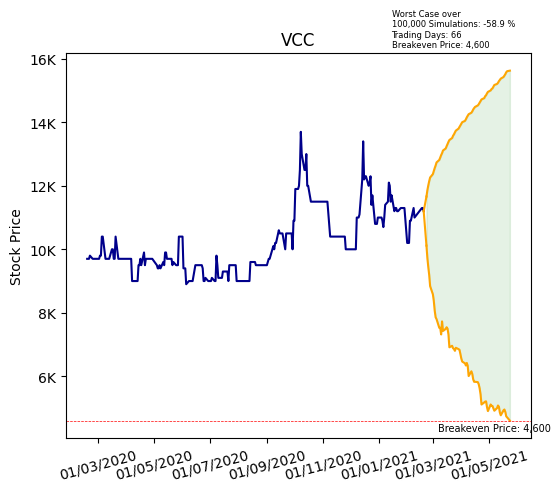 Worst Case over
100,000 Simulations: -58.9 %
Trading Days: 66
Breakeven Price: 4,600
VCC
Stock Price
16K
14K
12K
10K
8K
6K
Breakeven Price: 4,600
01/03/2020
01/05/2020
01/07/2020
01/09/2020
01/11/2020
01/01/2021
01/03/2021
01/05/2021